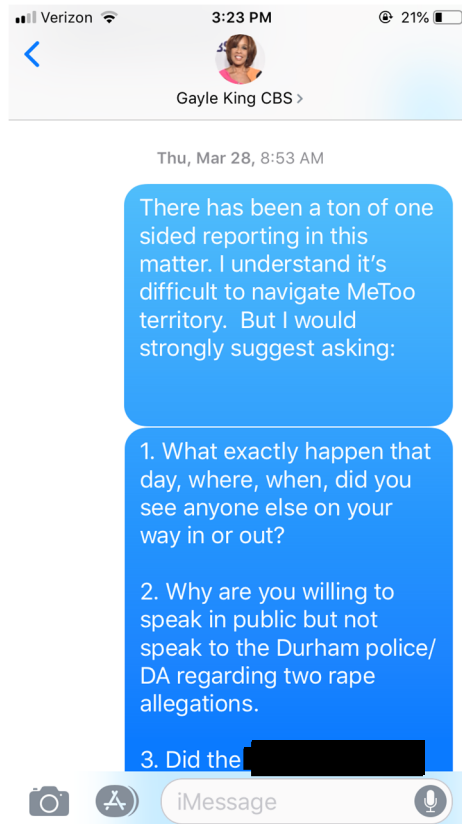 Verizon 3:23 PM 21%
Gayle King CBS >
Thu, Mar 28, 8:53 AM
There has been a ton of one
sided reporting in this
matter. I understand it's
difficult to navigate MeToo
territory.  But I would
strongly suggest asking:
1. What exactly happen that
day, where, when, did you
see anyone else on your
way in or out?
2. Why are you willing to
speak in public but not
speak to the Durham police/
DA regarding two rape
allegations.
3. Did the
iMessage